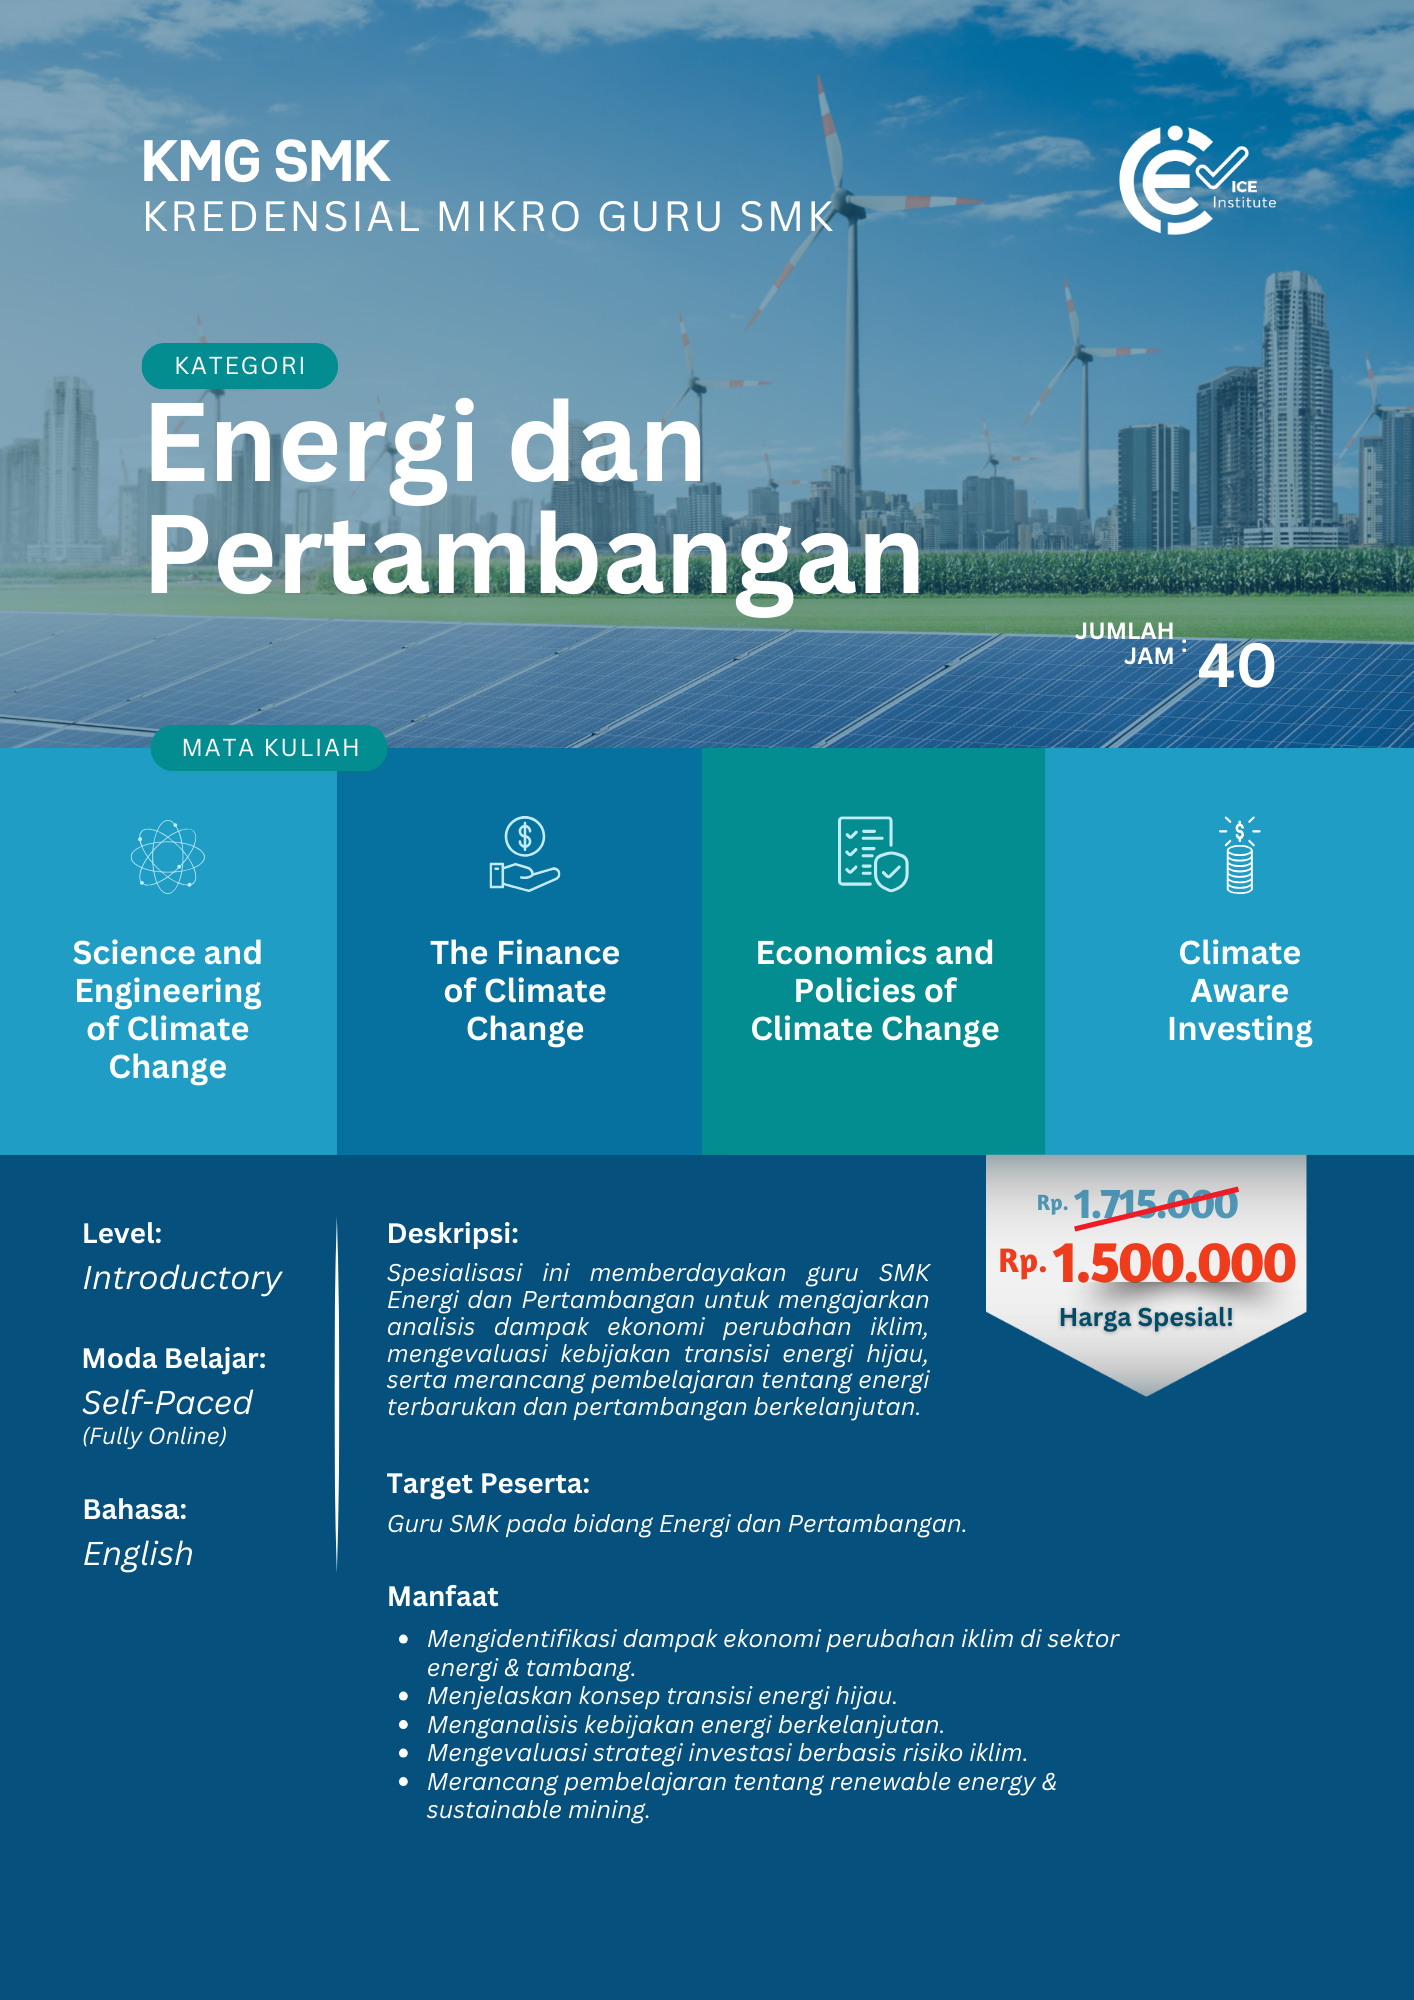 KMG SMK
KREDENSIAL MIKRO GURU SMK
ICE
Institute
KATEGORI
Energi dan
Pertambangan
JUMLAH
JAM : 40
MATA KULIAH
Science and
Engineering
of Climate
Change
The Finance
of Climate
Change
Economics and
Policies of
Climate Change
Climate
Aware
Investing
Rp. 1.715.000
Rp. 1.500.000
Harga Spesial!
Level:
Introductory
Moda Belajar:
Self-Paced
(Fully Online)
Bahasa:
English
Deskripsi:
Spesialisasi ini memberdayakan guru SMK
Energi dan Pertambangan untuk mengajarkan
analisis dampak ekonomi perubahan iklim,
mengevaluasi kebijakan transisi energi hijau,
serta merancang pembelajaran tentang energi
terbarukan dan pertambangan berkelanjutan.
Target Peserta:
Guru SMK pada bidang Energi dan Pertambangan.
Manfaat
• Mengidentifikasi dampak ekonomi perubahan iklim di sektor
energi & tambang.
• Menjelaskan konsep transisi energi hijau.
• Menganalisis kebijakan energi berkelanjutan.
• Mengevaluasi strategi investasi berbasis risiko iklim.
• Merancang pembelajaran tentang renewable energy &
sustainable mining.